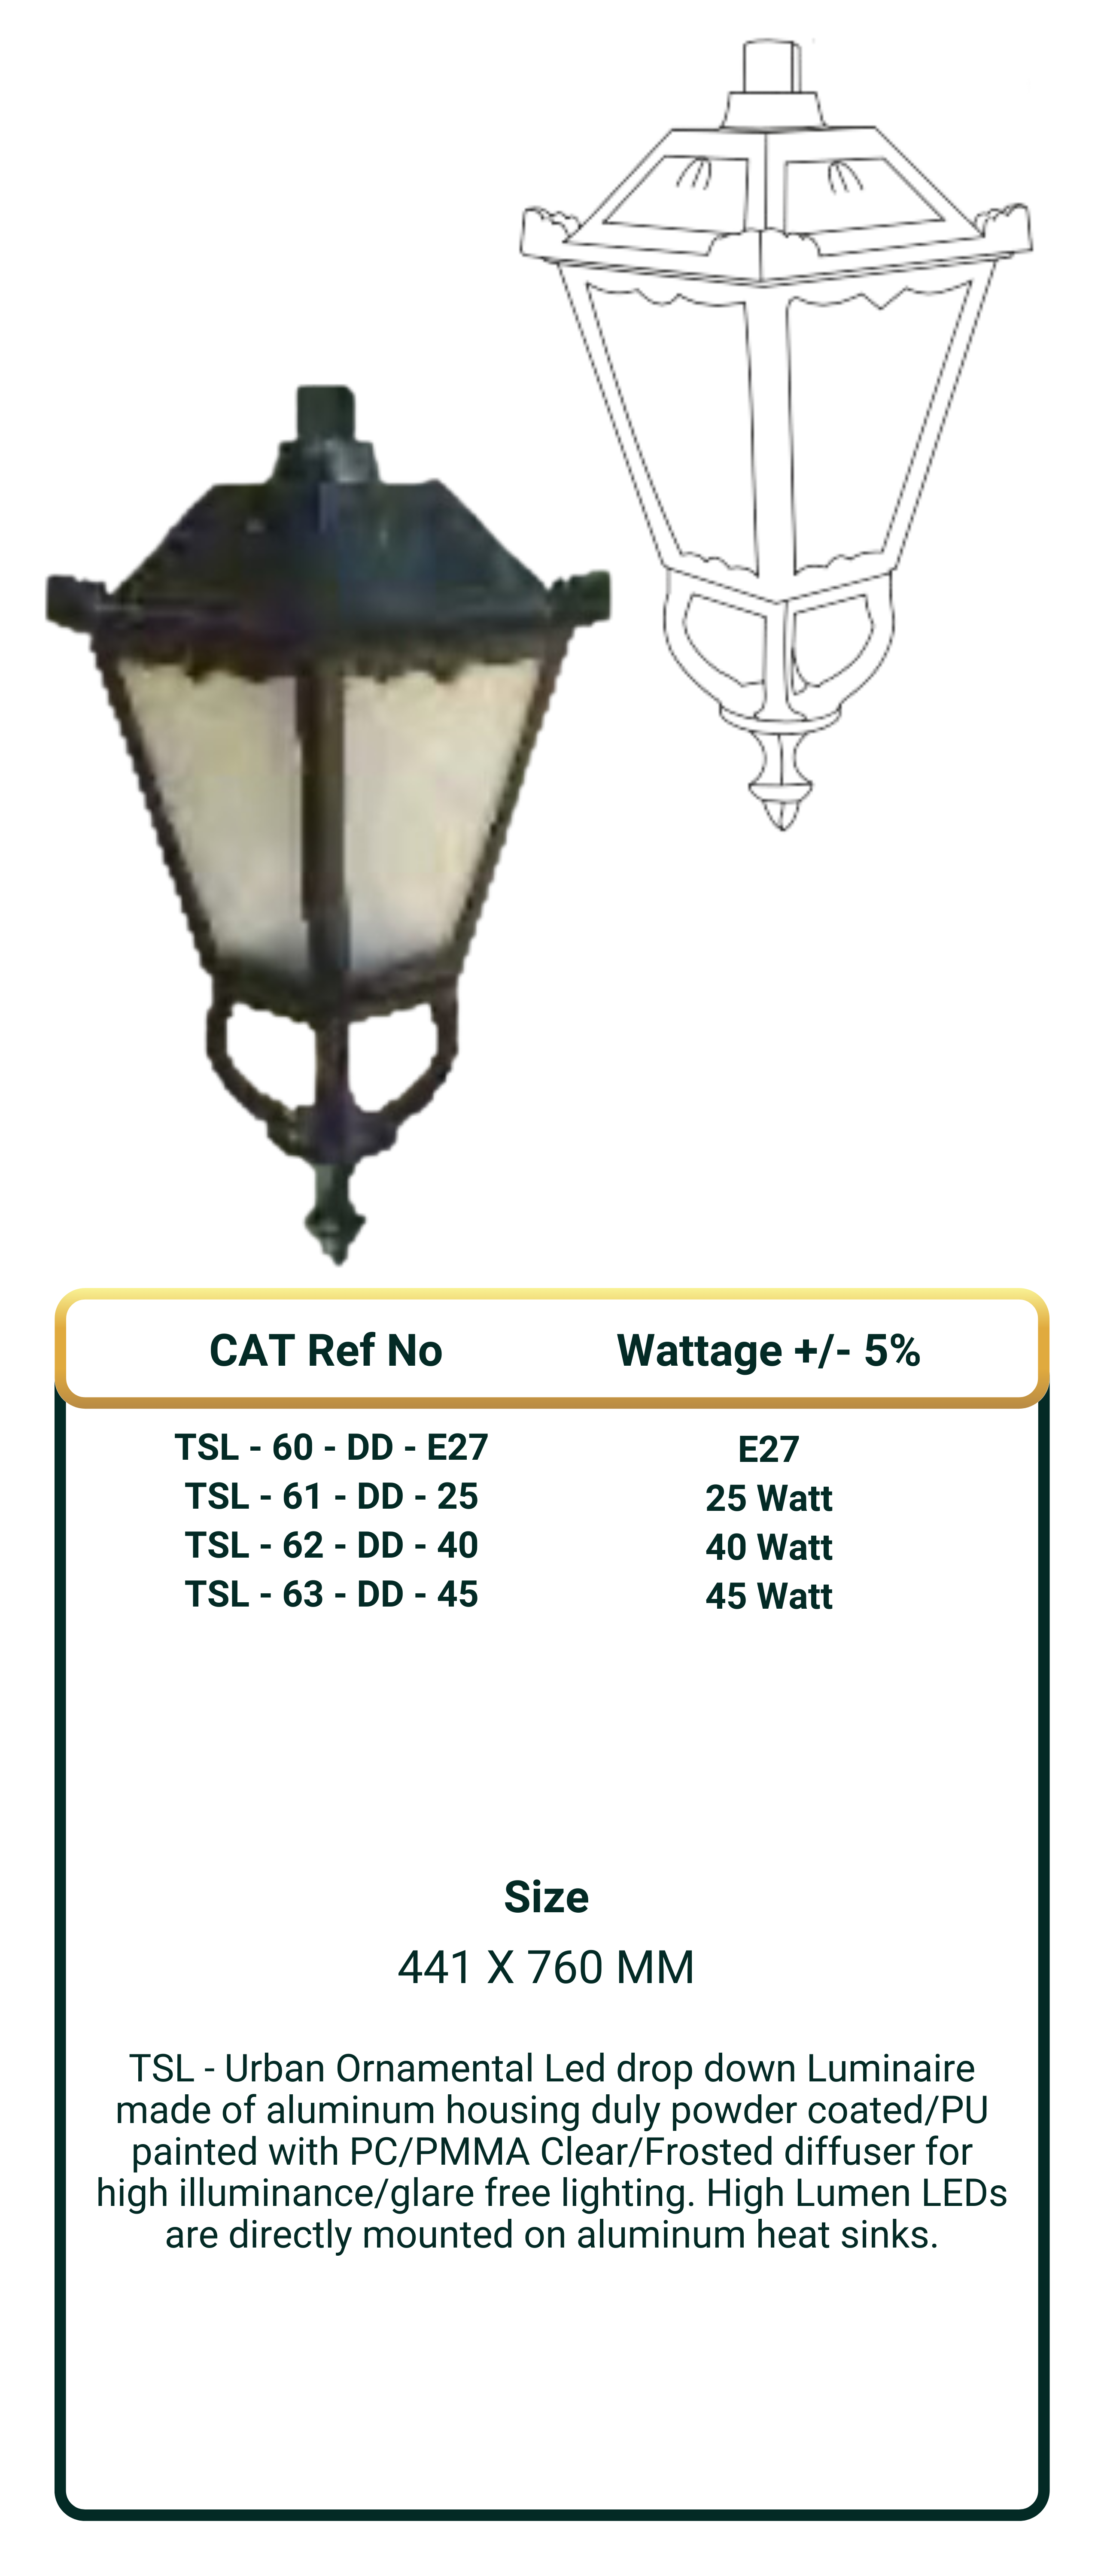 CAT Ref No Wattage +/- 5%
TSL - 60 - DD - E27 E27
TSL - 61 - DD - 25 25 Watt
TSL - 62 - DD - 40 40 Watt
TSL - 63 - DD - 45 45 Watt
Size
441 X 760 MM
TSL - Urban Ornamental Led drop down Luminaire
made of aluminum housing duly powder coated/PU
painted with PC/PMMA Clear/Frosted diffuser for
high illuminance/glare free lighting. High Lumen LEDs
are directly mounted on aluminum heat sinks.